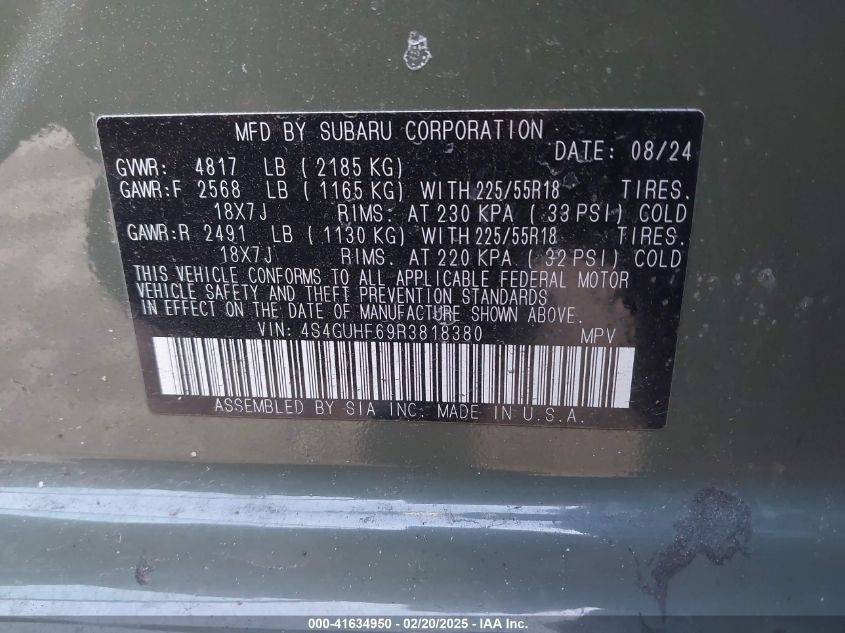 MFD BY SUBARU CORPORATION
DATE: 08/24
GVWR: 4817 LB ( 2185 KG)
GAWR:F 2568 LB ( 1165 KG) WITH 225/55R18 TIRES.
18X7J RIMS: AT 230 KPA ( 33 PSI) COLD
GAWR:R 2491 LB ( 1130 KG) WITH 225/55R18 TIRES.
18X7J RIMS: AT 220 KPA ( 32 PSI) COLD
THIS VEHICLE CONFORMS TO ALL APPLICABLE FEDERAL MOTOR
VEHICLE SAFETY AND THEFT PREVENTION STANDARDS
IN EFFECT ON THE DATE OF MANUFACTURE SHOWN ABOVE.
VIN: 4S4GUHF69R3818380 MPV
ASSEMBLED BY SIA INC. MADE IN U.S.A.
000-41634950 - 02/20/2025 - IAA Inc.